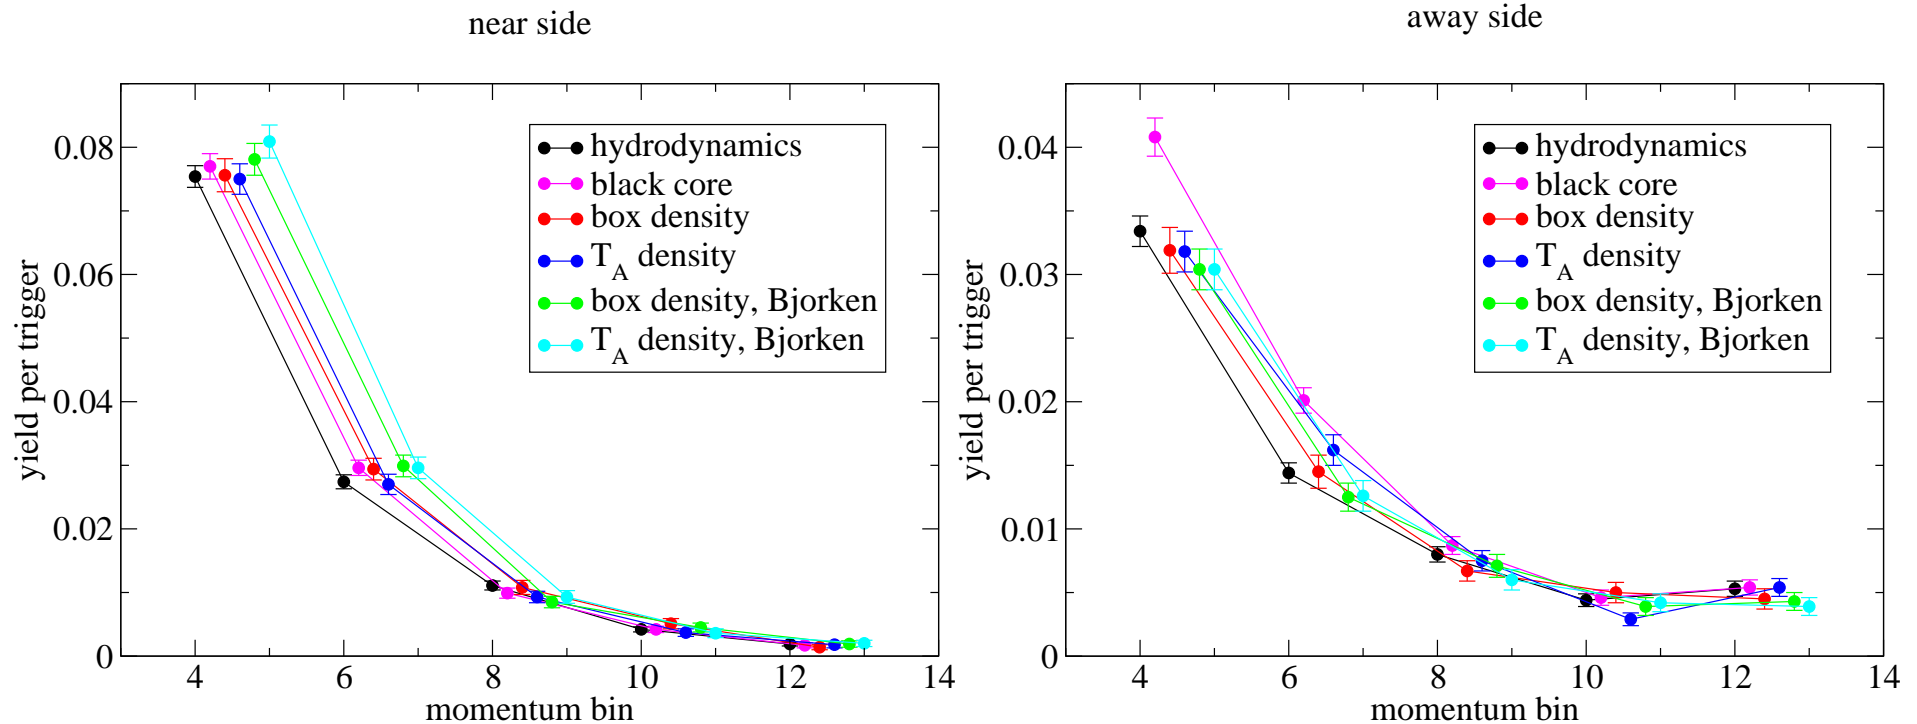 near side
yield per trigger
0.08
0.06
0.04
0.02
0
4 6 8 10 12 14
momentum bin
hydrodynamics
black core
box density
T_A density
box density, Bjorken
T_A density, Bjorken
away side
yield per trigger
0.04
0.03
0.02
0.01
0
4 6 8 10 12 14
momentum bin
hydrodynamics
black core
box density
T_A density
box density, Bjorken
T_A density, Bjorken